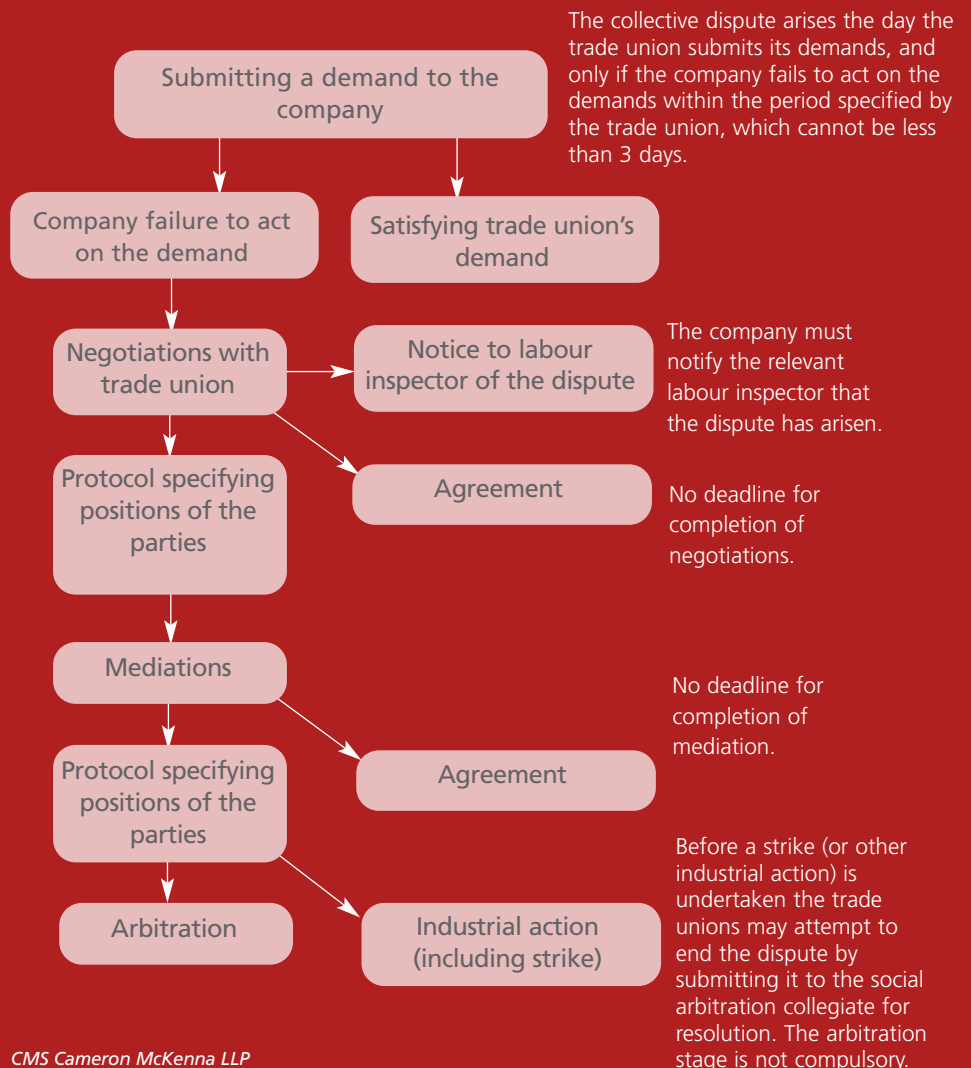 The collective dispute arises the day the
trade union submits its demands, and
only if the company fails to act on the
demands within the period specified by
the trade union, which cannot be less
than 3 days.
Submitting a demand to the
company
Company failure to act
on the demand
Satisfying trade union's
demand
Negotiations with
trade union
Notice to labour
inspector of the dispute
The company must
notify the relevant
labour inspector that
the dispute has arisen.
Protocol specifying
positions of the
parties
Agreement
No deadline for
completion of
negotiations.
Mediations
No deadline for
completion of
mediation.
Protocol specifying
positions of the
parties
Agreement
Arbitration
Industrial action
(including strike)
Before a strike (or other
industrial action) is
undertaken the trade
unions may attempt to
end the dispute by
submitting it to the social
arbitration collegiate for
resolution. The arbitration
stage is not compulsory.
CMS Cameron McKenna LLP